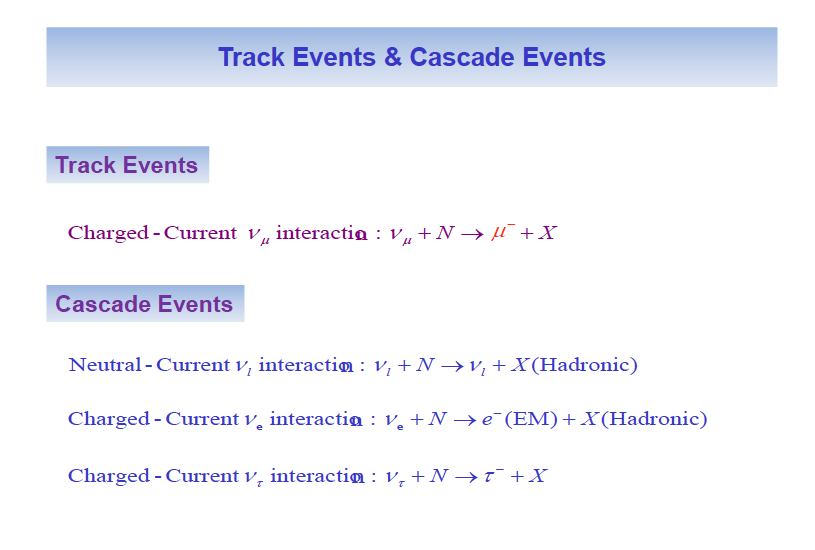 Track Events & Cascade Events
Track Events
Charged - Current ν_μ interaction : ν_μ + N → μ⁻ + X
Cascade Events
Neutral - Current ν_l interaction : ν_l + N → ν_l + X (Hadronic)
Charged - Current ν_e interaction : ν_e + N → e⁻ (EM) + X (Hadronic)
Charged - Current ν_τ interaction : ν_τ + N → τ⁻ + X